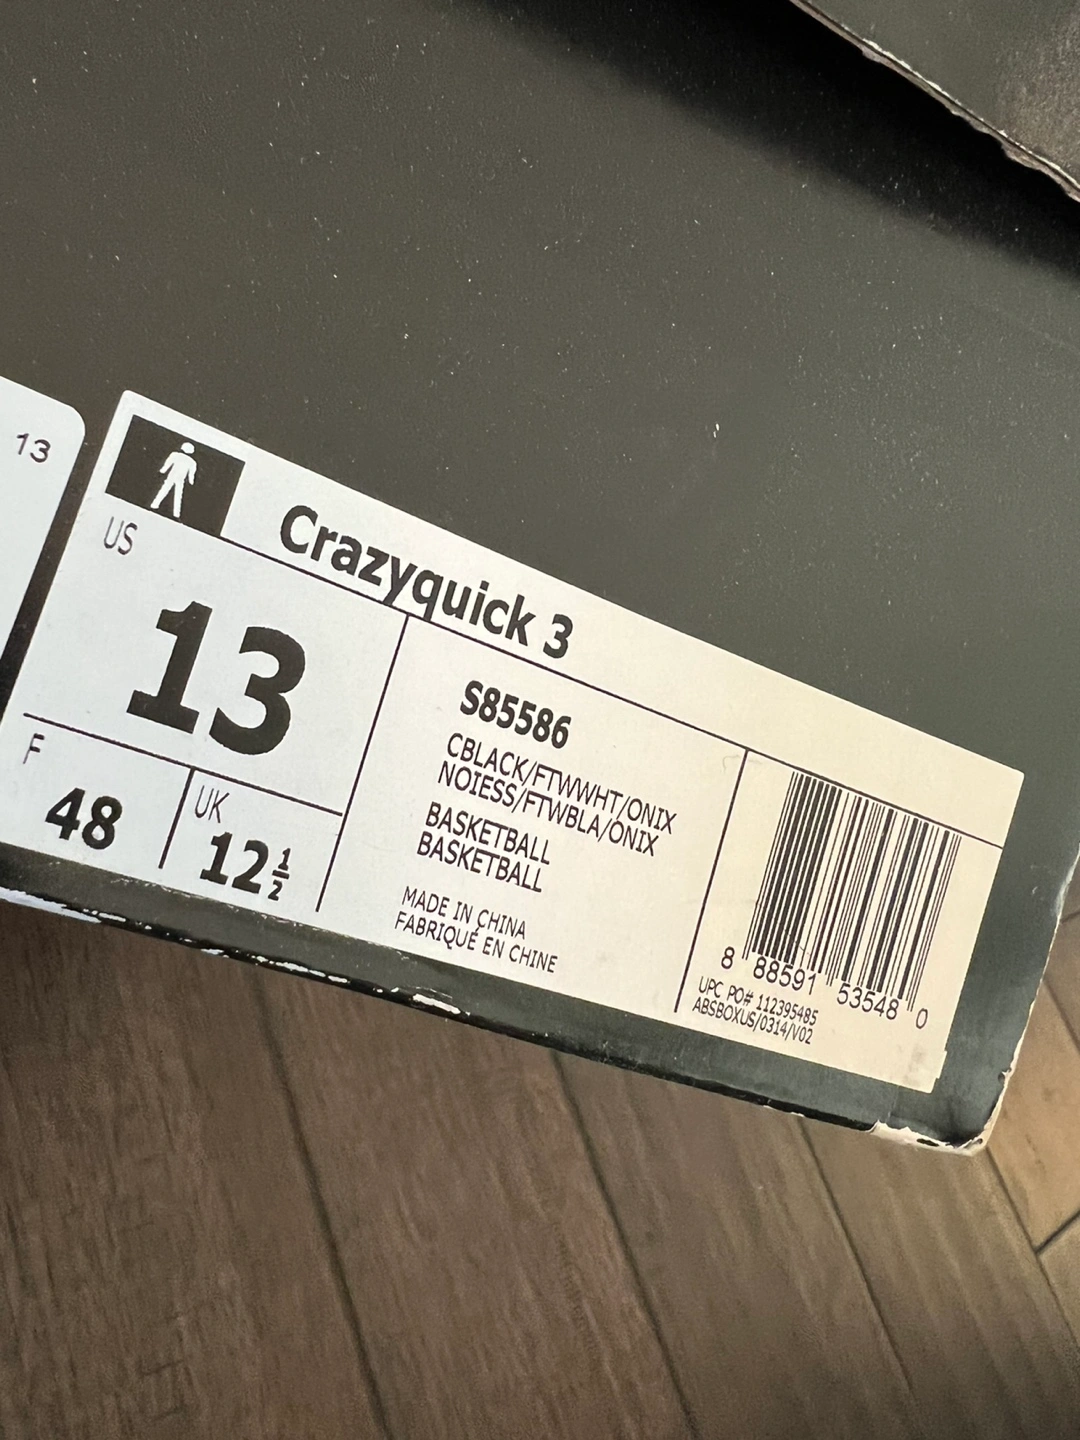 13
Crazyquick 3
US
13
F
48
UK
12 1/2
S85586
CBLACK/FTWWHT/ONIX
NOIESS/FTWBLA/ONIX
BASKETBALL
BASKETBALL
MADE IN CHINA
FABRIQUÉ EN CHINE
8 88591 53548 0
UPC PO# 112395485
ABSBOXUS/0314/V02